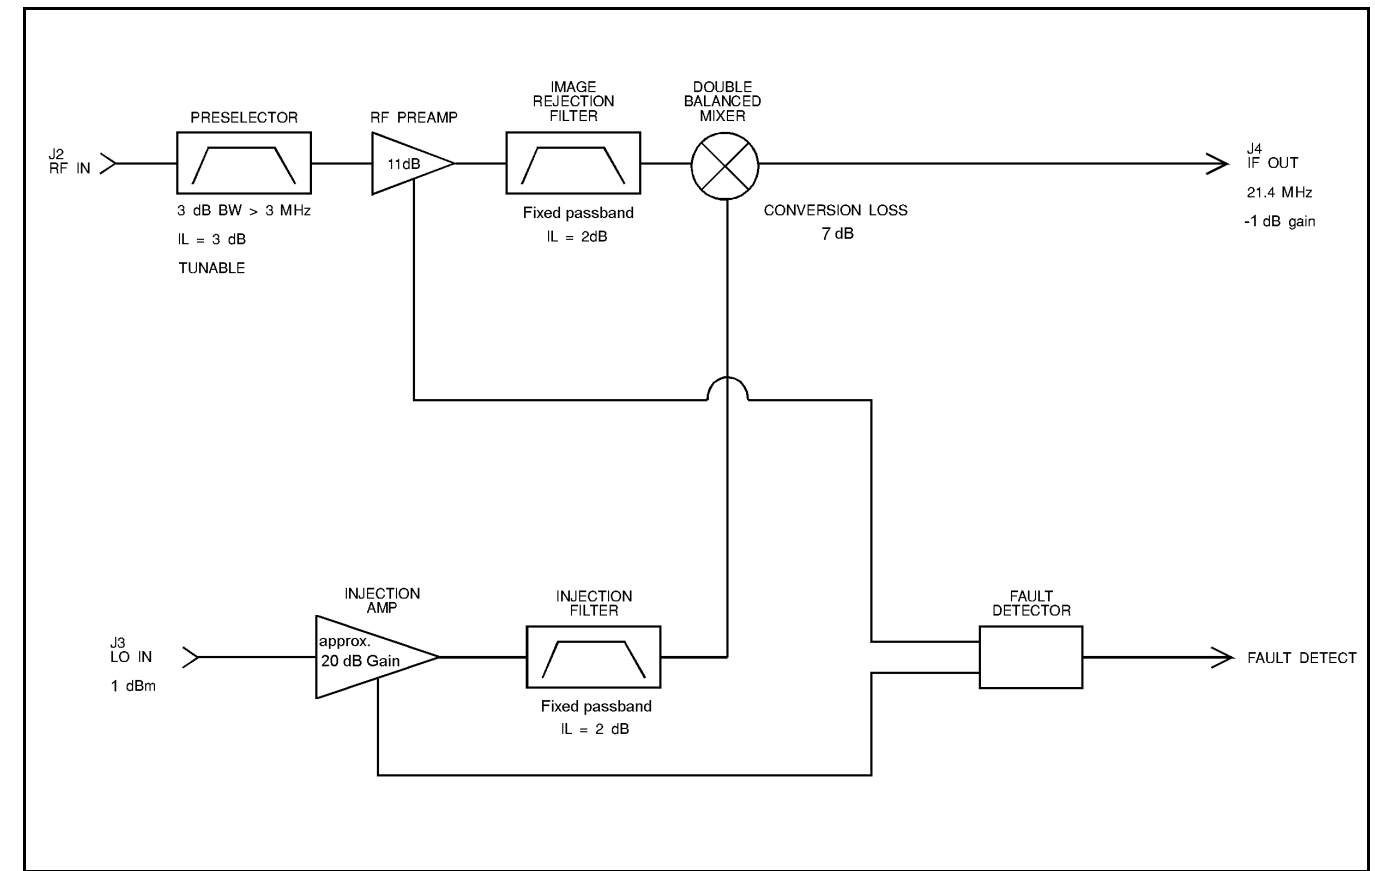 PRESELECTOR
RF PREAMP
IMAGE
REJECTION
FILTER
DOUBLE
BALANCED
MIXER
J2
RF IN
11dB
J4
IF OUT
21.4 MHz
-1 dB gain
3 dB BW > 3 MHz
IL = 3 dB
TUNABLE
Fixed passband
IL = 2dB
CONVERSION LOSS
7 dB
INJECTION
AMP
INJECTION
FILTER
FAULT
DETECTOR
J3
LO IN
1 dBm
approx.
20 dB Gain
FAULT DETECT
Fixed passband
IL = 2 dB